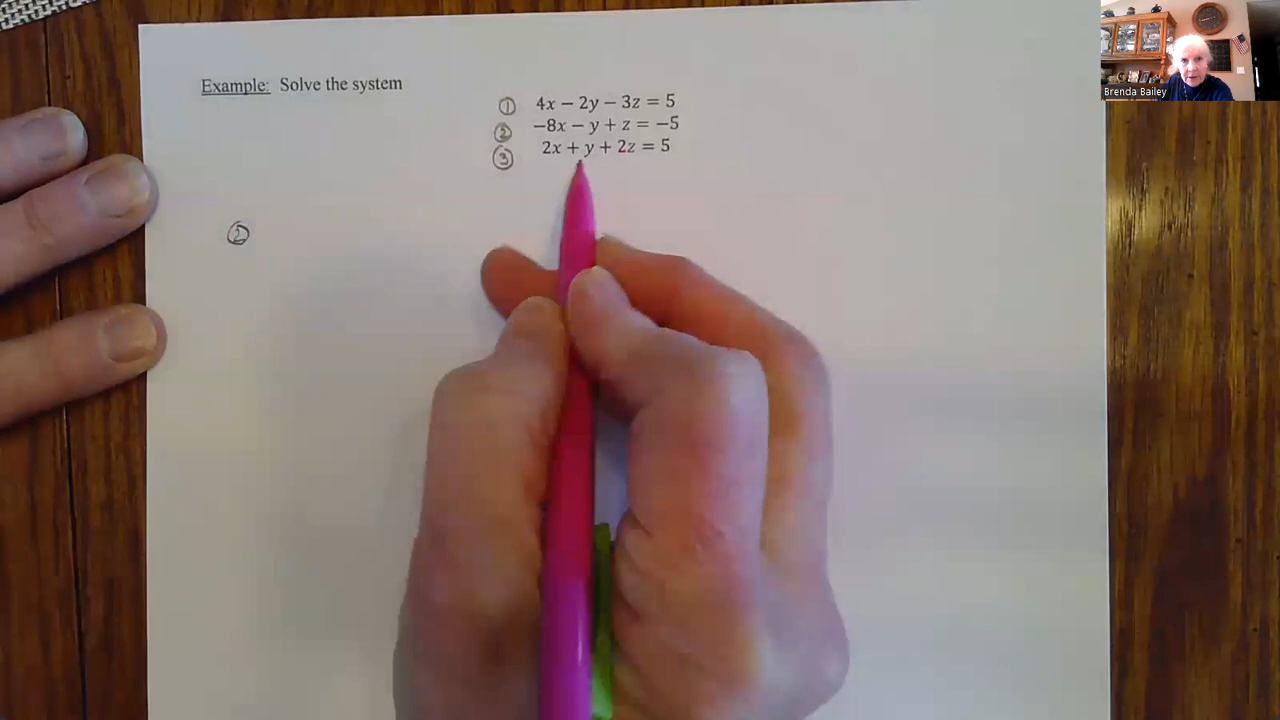 Example: Solve the system
① 4x − 2y − 3z = 5
② −8x − y + z = −5
③ 2x + y + 2z = 5
②
Brenda Bailey